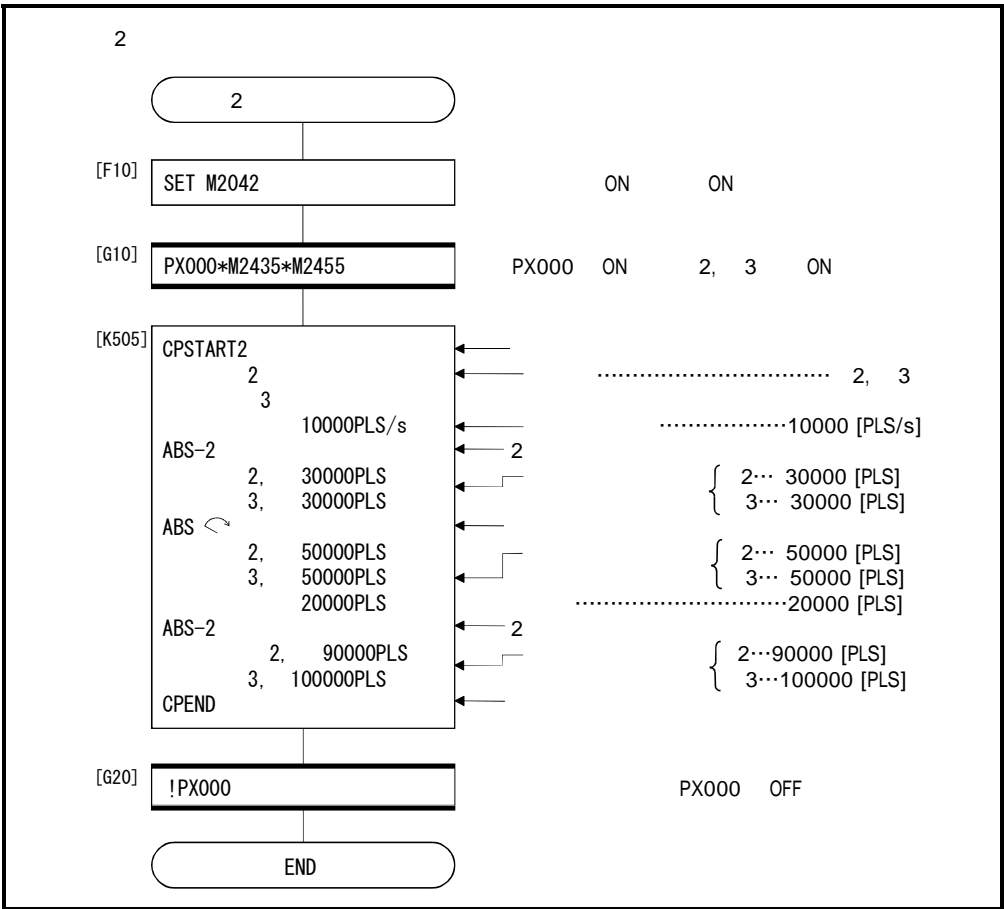 2
2
[F10] SET M2042 ON ON
[G10] PX000*M2435*M2455 PX000 ON 2, 3 ON
[K505] CPSTART2
2 ······························ 2, 3
3
10000PLS/s ··················10000 [PLS/s]
ABS-2 2
2, 30000PLS 2··· 30000 [PLS]
3, 30000PLS 3··· 30000 [PLS]
ABS
2, 50000PLS 2··· 50000 [PLS]
3, 50000PLS 3··· 50000 [PLS]
20000PLS ······························20000 [PLS]
ABS-2 2
2, 90000PLS 2···90000 [PLS]
3, 100000PLS 3···100000 [PLS]
CPEND
[G20] !PX000 PX000 OFF
END